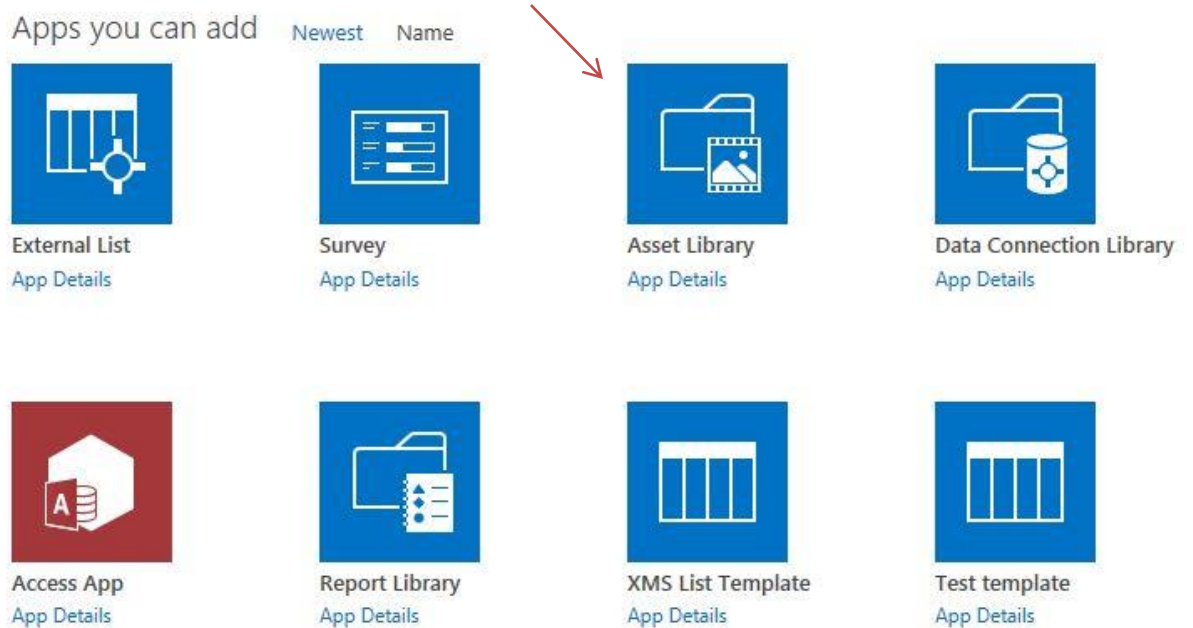 Apps you can add Newest Name
External List Survey Asset Library Data Connection Library
App Details App Details App Details App Details
A
Access App Report Library XMS List Template Test template
App Details App Details App Details App Details